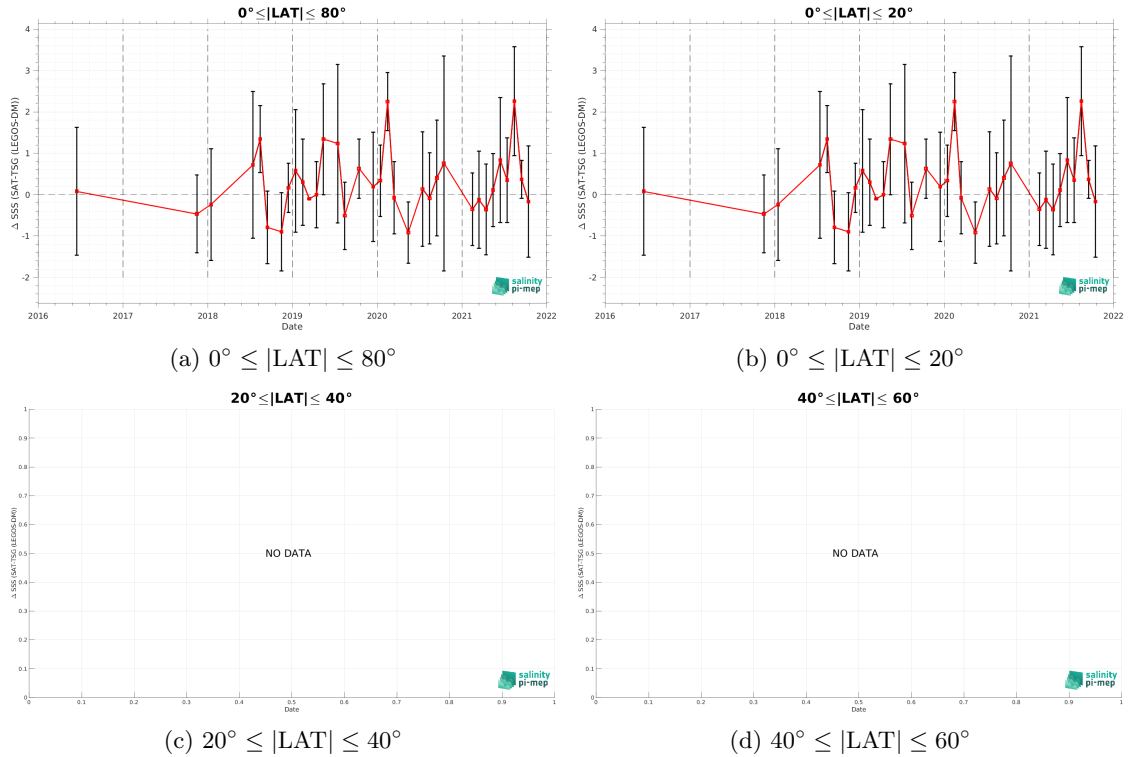 0°≤|LAT|≤ 80°
Δ SSS (SAT-TSG (LEGOS-DM))
4
3
2
1
0
-1
-2
2016 2017 2018 2019 2020 2021 2022
Date
salinity
pi-mep
(a) 0° ≤ |LAT| ≤ 80°
0°≤|LAT|≤ 20°
Δ SSS (SAT-TSG (LEGOS-DM))
4
3
2
1
0
-1
-2
2016 2017 2018 2019 2020 2021 2022
Date
salinity
pi-mep
(b) 0° ≤ |LAT| ≤ 20°
20°≤|LAT|≤ 40°
Δ SSS (SAT-TSG (LEGOS-DM))
1
0.9
0.8
0.7
0.6
0.5
0.4
0.3
0.2
0.1
0
NO DATA
0 0.1 0.2 0.3 0.4 0.5 0.6 0.7 0.8 0.9 1
Date
salinity
pi-mep
(c) 20° ≤ |LAT| ≤ 40°
40°≤|LAT|≤ 60°
Δ SSS (SAT-TSG (LEGOS-DM))
1
0.9
0.8
0.7
0.6
0.5
0.4
0.3
0.2
0.1
0
NO DATA
0 0.1 0.2 0.3 0.4 0.5 0.6 0.7 0.8 0.9 1
Date
salinity
pi-mep
(d) 40° ≤ |LAT| ≤ 60°